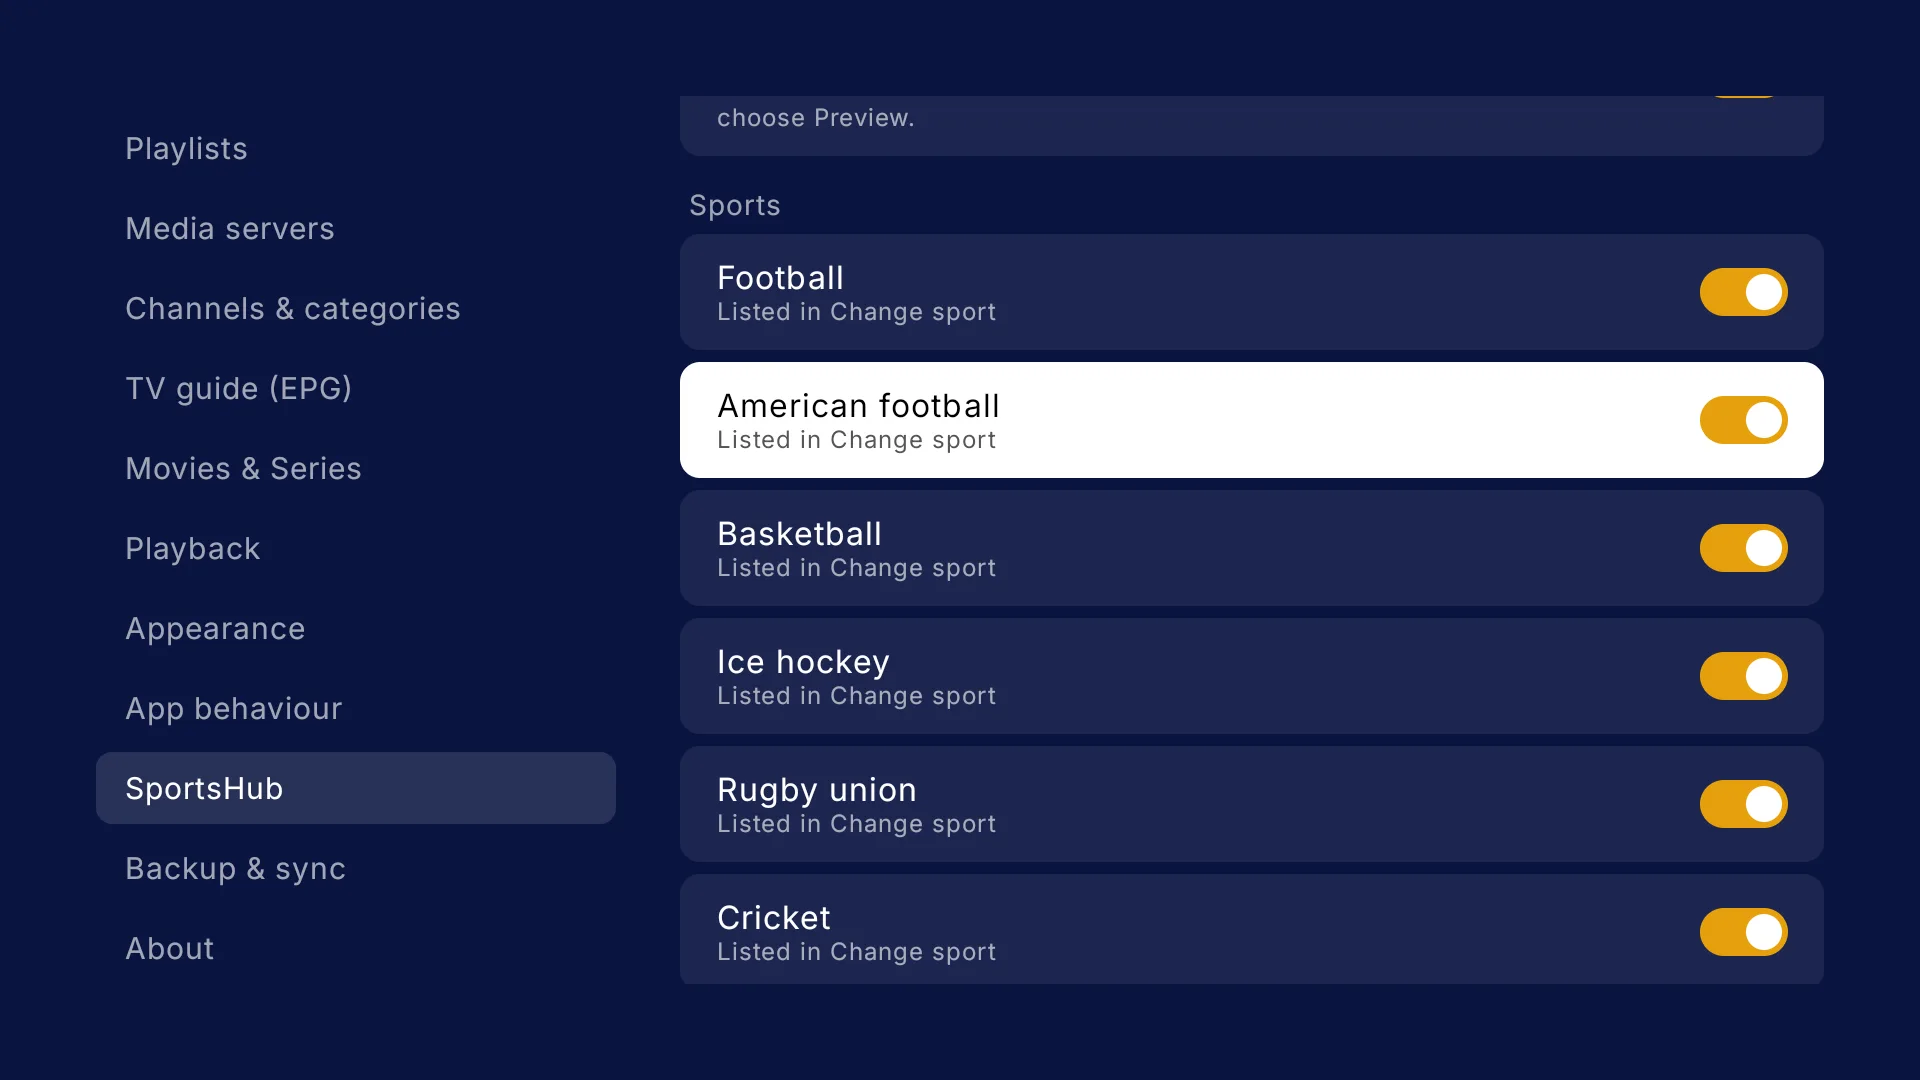 Playlists
Media servers
Channels & categories
TV guide (EPG)
Movies & Series
Playback
Appearance
App behaviour
SportsHub
Backup & sync
About
choose Preview.
Sports
Football
Listed in Change sport
American football
Listed in Change sport
Basketball
Listed in Change sport
Ice hockey
Listed in Change sport
Rugby union
Listed in Change sport
Cricket
Listed in Change sport